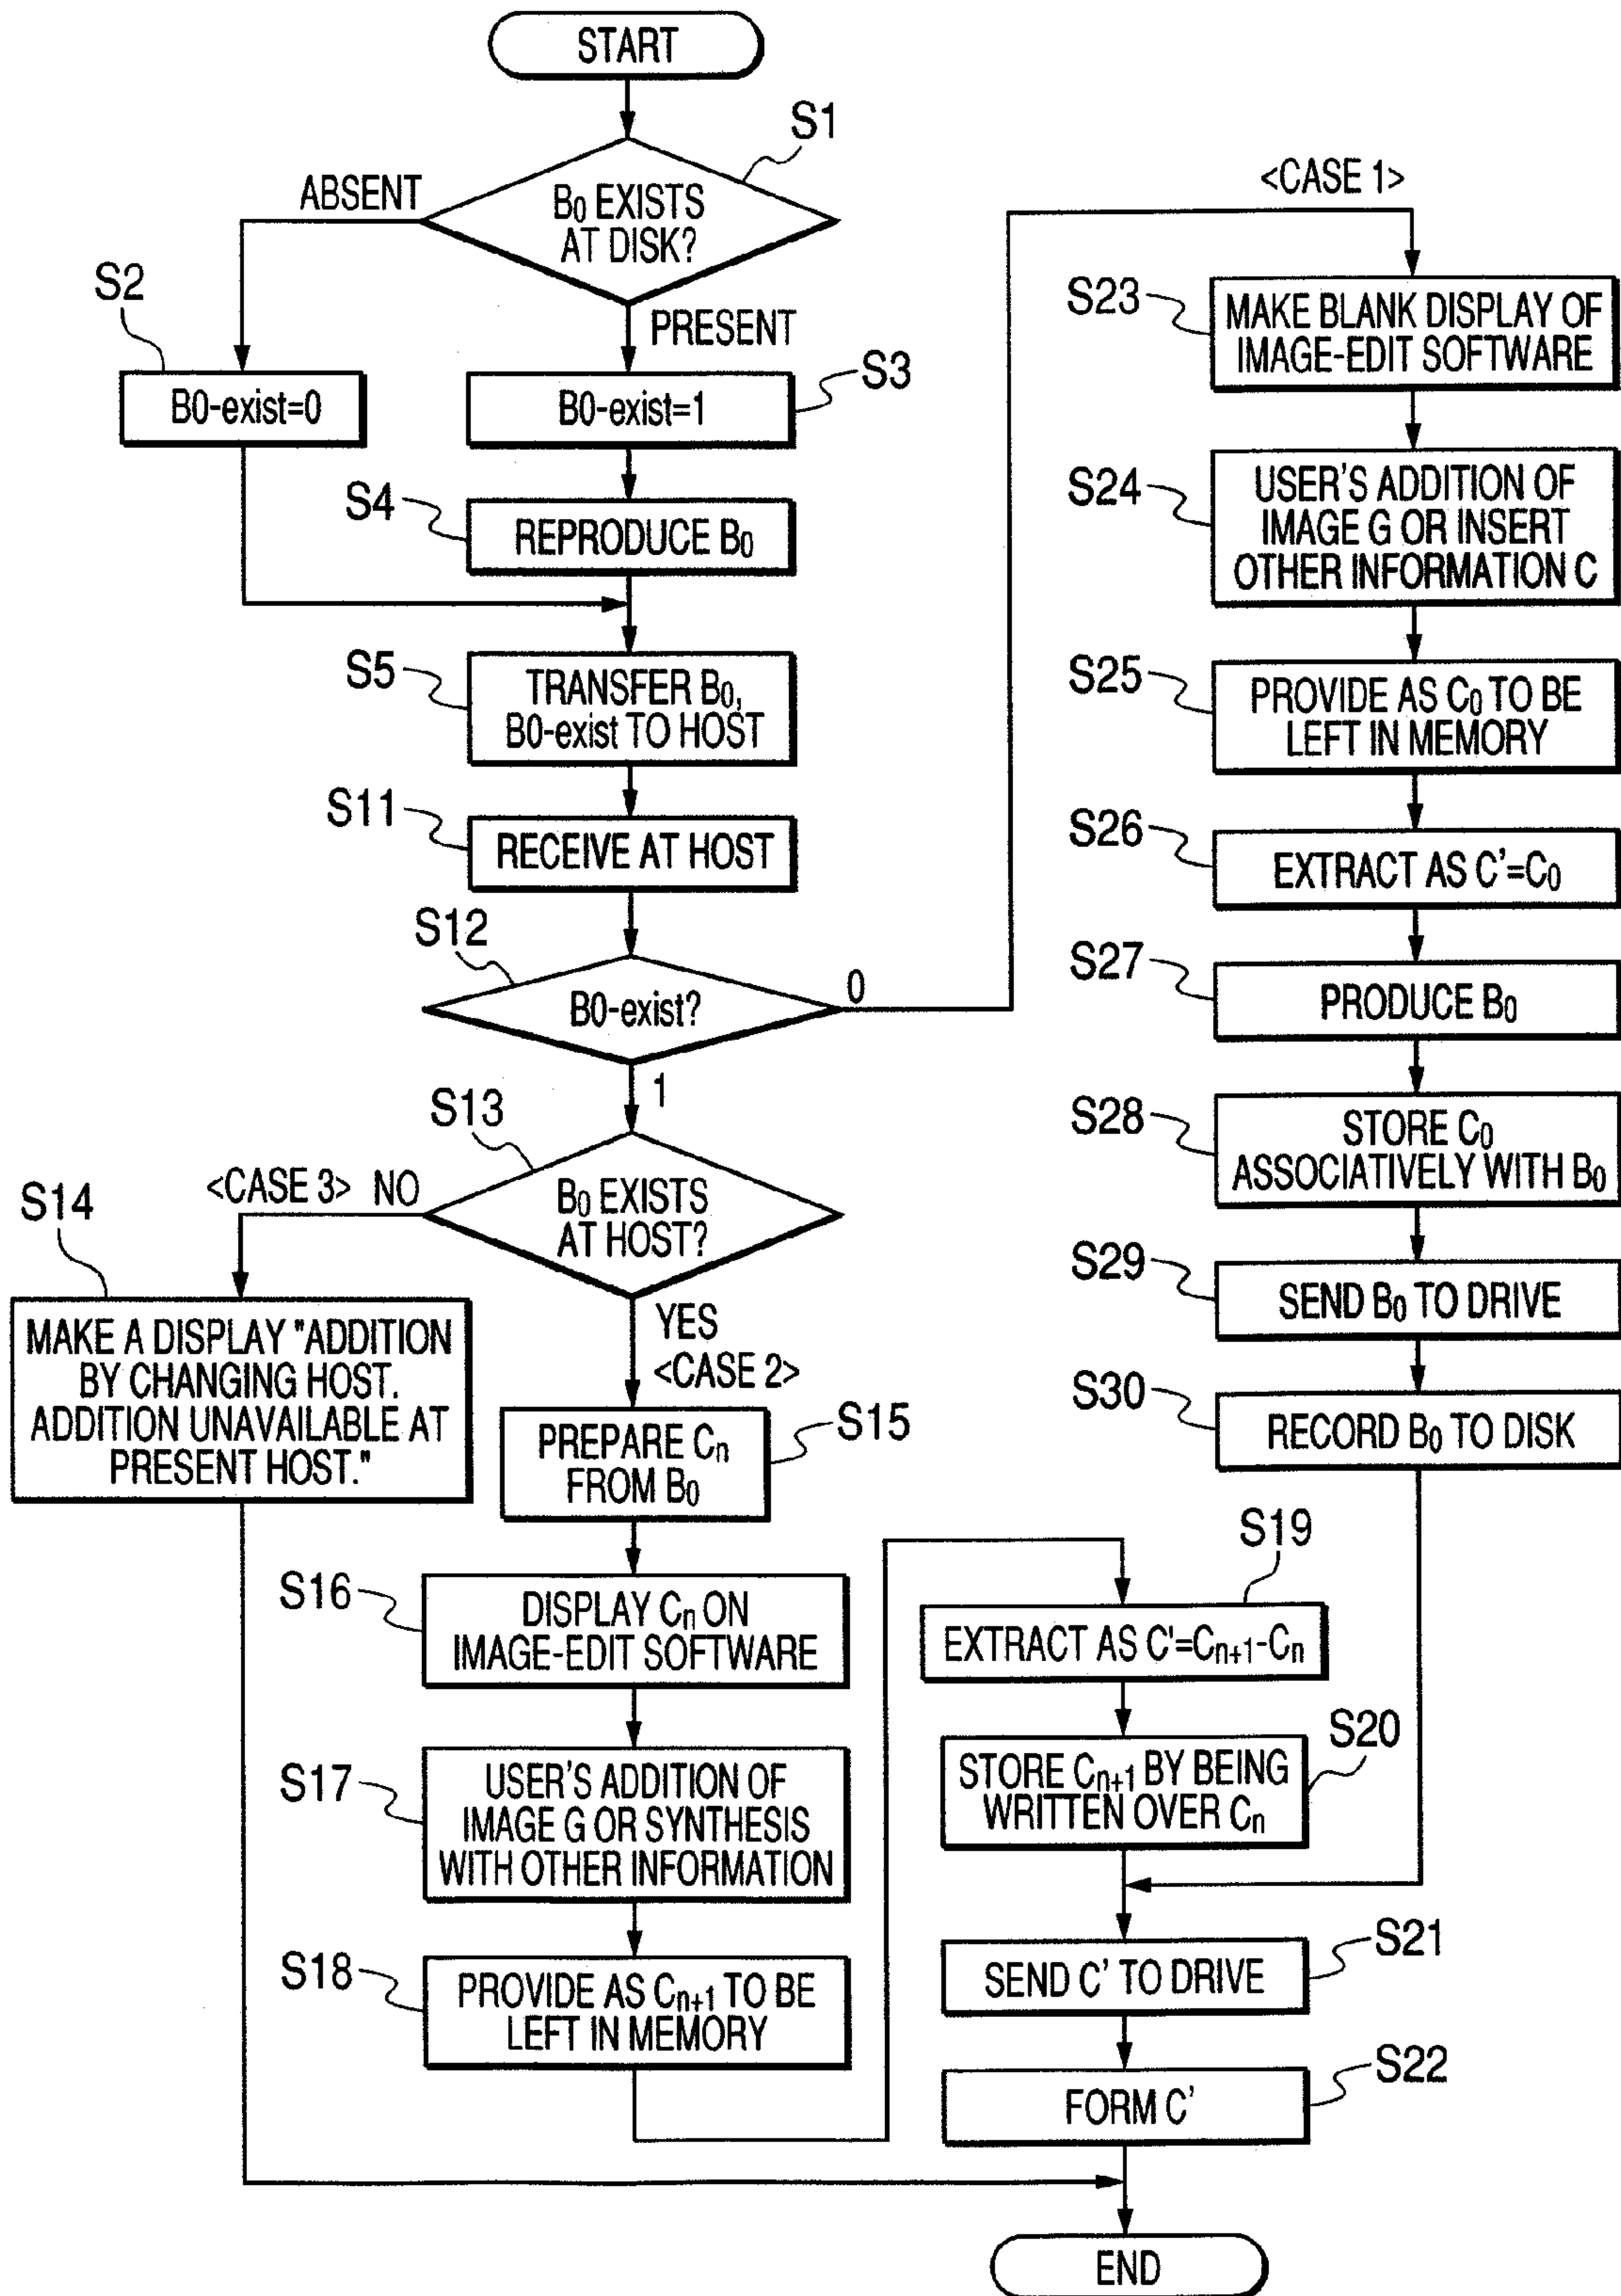 START
S1
ABSENT
B₀ EXISTS
AT DISK?
S2
PRESENT
B0-exist=0
B0-exist=1
S3
S4
REPRODUCE B₀
S5
TRANSFER B₀,
B0-exist TO HOST
S11
RECEIVE AT HOST
S12
B0-exist?
0
1
S13
<CASE 3> NO
B₀ EXISTS
AT HOST?
S14
MAKE A DISPLAY "ADDITION
BY CHANGING HOST.
ADDITION UNAVAILABLE AT
PRESENT HOST."
YES
<CASE 2>
S15
PREPARE Cₙ
FROM B₀
S16
DISPLAY Cₙ ON
IMAGE-EDIT SOFTWARE
S17
USER'S ADDITION OF
IMAGE G OR SYNTHESIS
WITH OTHER INFORMATION
S18
PROVIDE AS Cₙ₊₁ TO BE
LEFT IN MEMORY
<CASE 1>
S23
MAKE BLANK DISPLAY OF
IMAGE-EDIT SOFTWARE
S24
USER'S ADDITION OF
IMAGE G OR INSERT
OTHER INFORMATION C
S25
PROVIDE AS C₀ TO BE
LEFT IN MEMORY
S26
EXTRACT AS C'=C₀
S27
PRODUCE B₀
S28
STORE C₀
ASSOCIATIVELY WITH B₀
S29
SEND B₀ TO DRIVE
S30
RECORD B₀ TO DISK
S19
EXTRACT AS C'=Cₙ₊₁-Cₙ
S20
STORE Cₙ₊₁ BY BEING
WRITTEN OVER Cₙ
S21
SEND C' TO DRIVE
S22
FORM C'
END